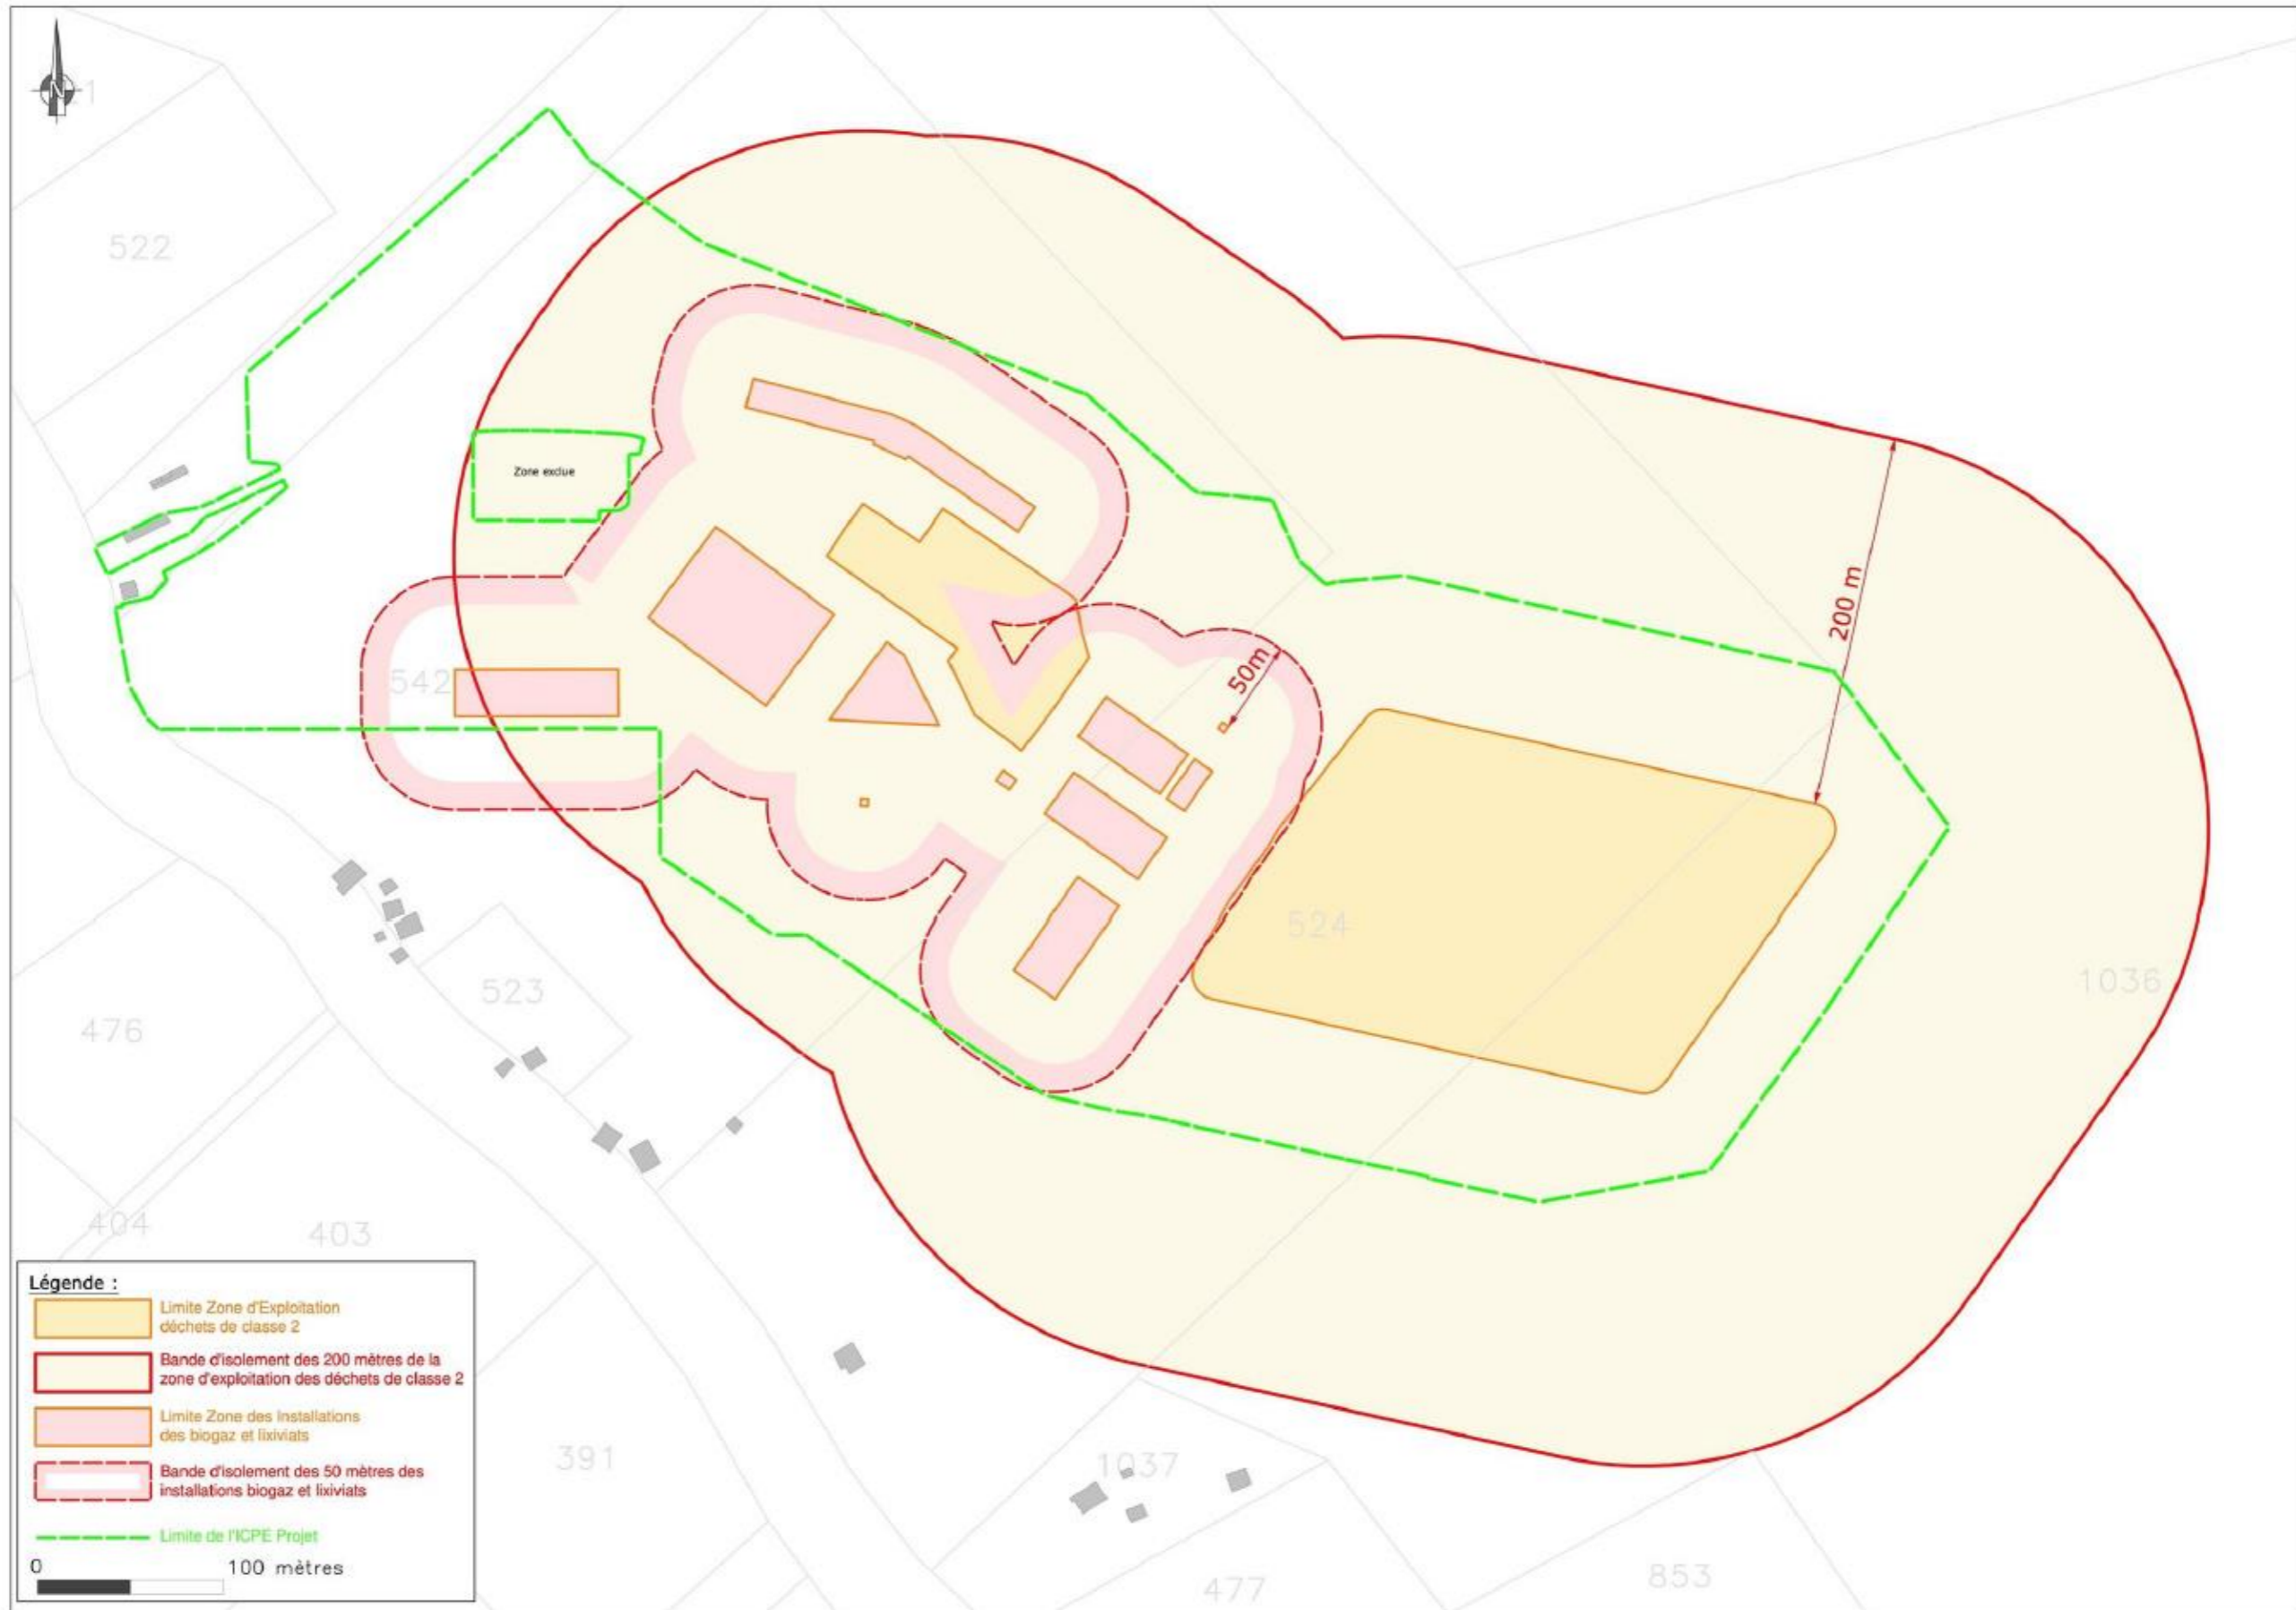 N
522
Zone exclue
200 m
542
50m
524
1036
523
476
404
403
391
1037
477
853
Légende :
Limite Zone d'Exploitation
déchets de classe 2
Bande d'isolement des 200 mètres de la
zone d'exploitation des déchets de classe 2
Limite Zone des Installations
des biogaz et lixiviats
Bande d'isolement des 50 mètres des
installations biogaz et lixiviats
Limite de l'ICPE Projet
0 100 mètres